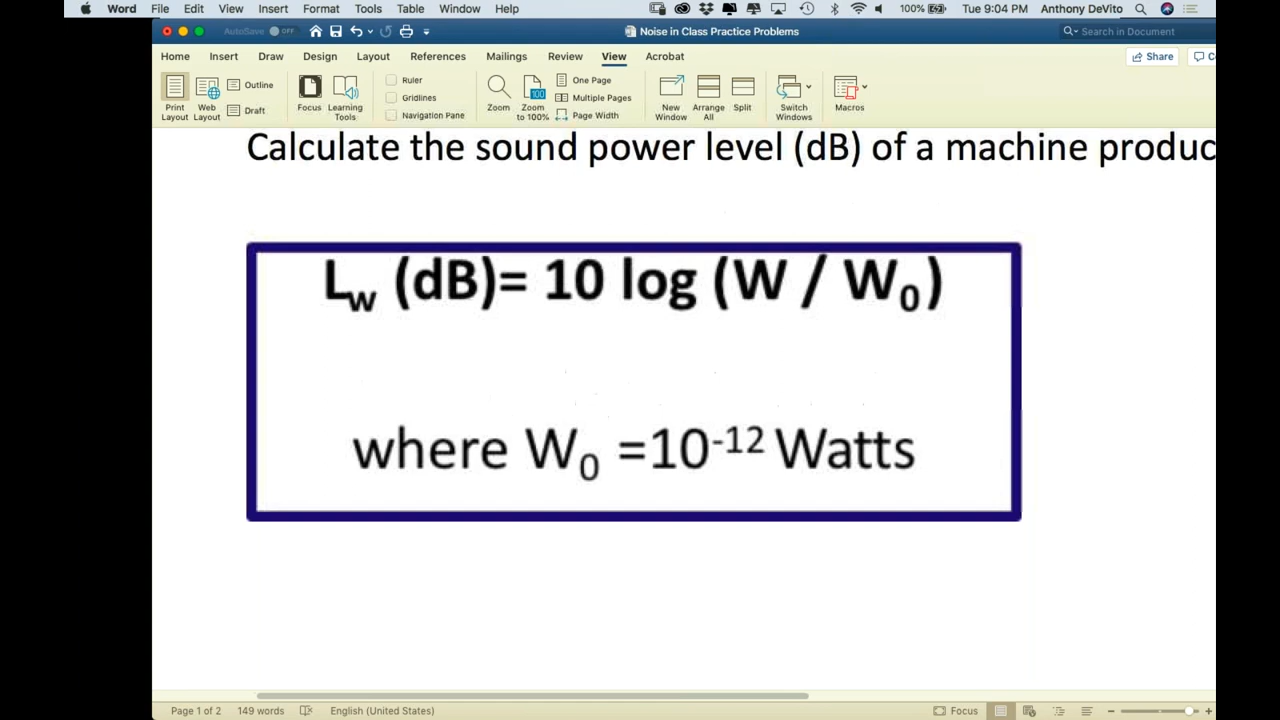 Word File Edit View Insert Format Tools Table Window Help 100% Tue 9:04 PM Anthony DeVito
AutoSave OFF Noise in Class Practice Problems Search in Document
Home Insert Draw Design Layout References Mailings Review View Acrobat Share
Print Layout Web Layout Outline Draft Focus Learning Tools Ruler Gridlines Navigation Pane Zoom Zoom to 100% 100 One Page Multiple Pages Page Width New Window Arrange All Split Switch Windows Macros
Calculate the sound power level (dB) of a machine produc
Lw (dB)= 10 log (W / W₀)
where W₀ =10⁻¹² Watts
Page 1 of 2 149 words English (United States) Focus